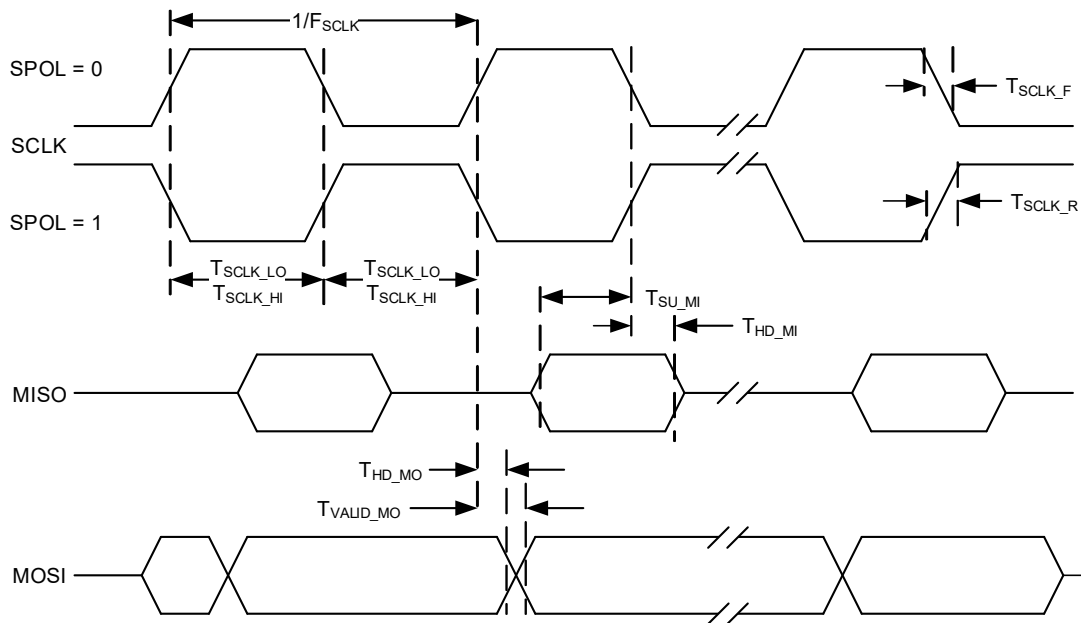 1/FSCLK
SPOL = 0
TSCLK_F
SCLK
SPOL = 1
TSCLK_R
TSCLK_LO
TSCLK_HI
TSCLK_LO
TSCLK_HI
TSU_MI
THD_MI
MISO
THD_MO
TVALID_MO
MOSI